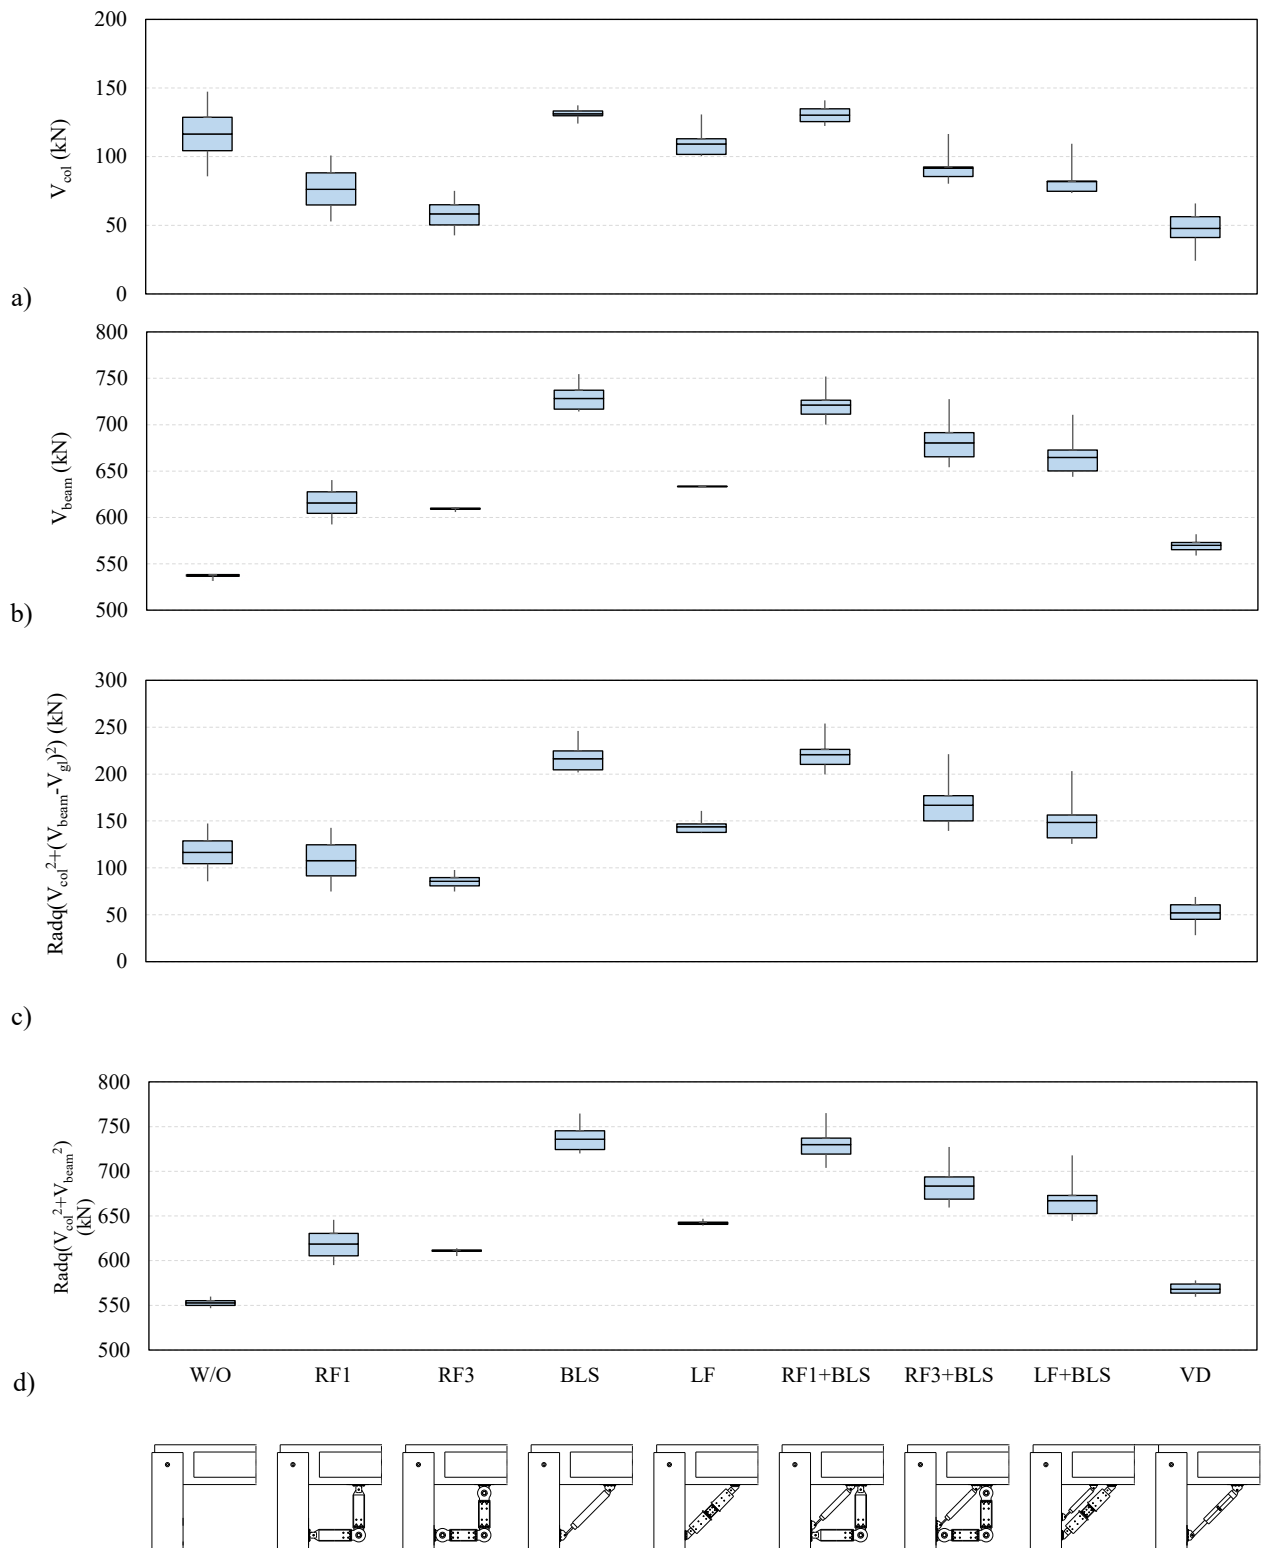 200
150
100
50
0
V_col (kN)
a)
800
750
700
650
600
550
500
V_beam (kN)
b)
300
250
200
150
100
50
0
Radq(V_col^2+(V_beam-V_gl)^2) (kN)
c)
800
750
700
650
600
550
500
Radq(V_col^2+V_beam^2)
(kN)
d)
W/O RF1 RF3 BLS LF RF1+BLS RF3+BLS LF+BLS VD